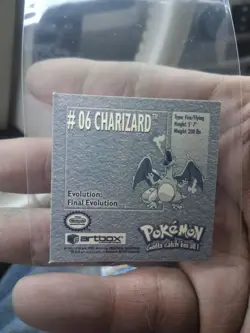 # 06 CHARIZARD™
Type: Fire/Flying
Height: 5' 7"
Weight: 200 lbs
Evolution:
Final Evolution
artbox
POKéMON
Gotta catch 'em all!